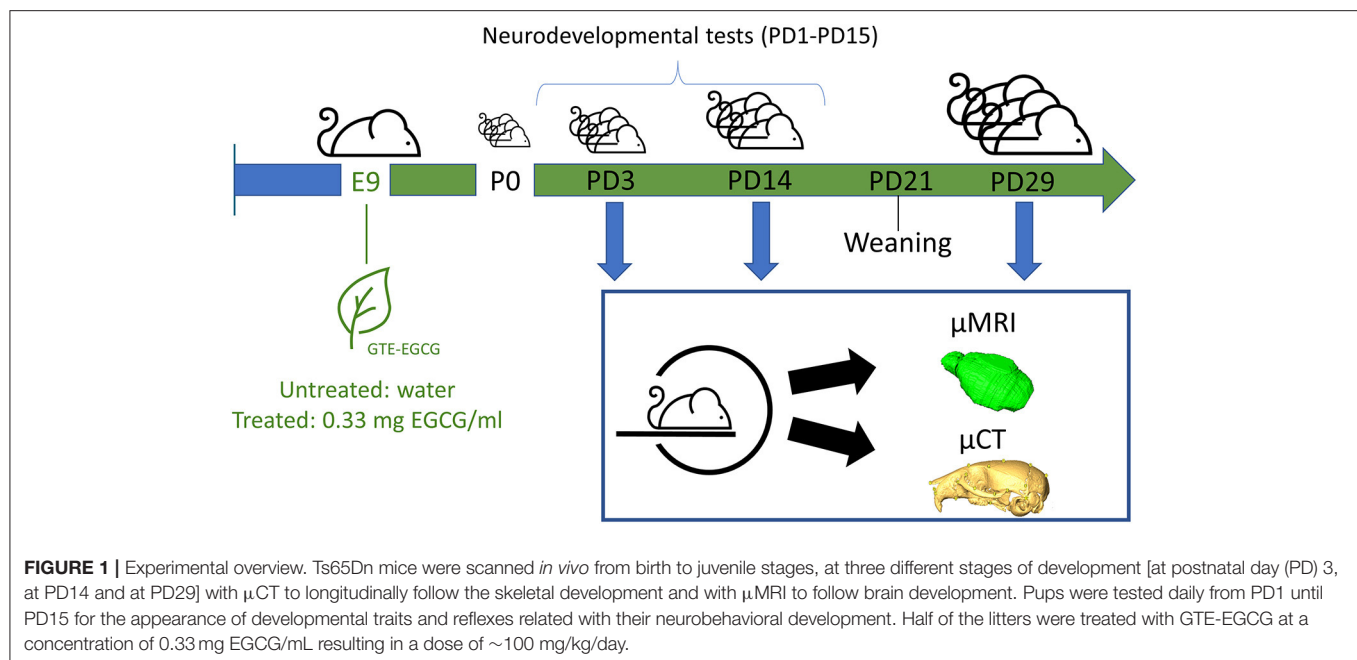 Neurodevelopmental tests (PD1-PD15)
E9
P0
PD3
PD14
PD21
PD29
Weaning
GTE-EGCG
Untreated: water
Treated: 0.33 mg EGCG/ml
μMRI
μCT
FIGURE 1 | Experimental overview. Ts65Dn mice were scanned in vivo from birth to juvenile stages, at three different stages of development [at postnatal day (PD) 3,
at PD14 and at PD29] with μCT to longitudinally follow the skeletal development and with μMRI to follow brain development. Pups were tested daily from PD1 until
PD15 for the appearance of developmental traits and reflexes related with their neurobehavioral development. Half of the litters were treated with GTE-EGCG at a
concentration of 0.33 mg EGCG/mL resulting in a dose of ~100 mg/kg/day.